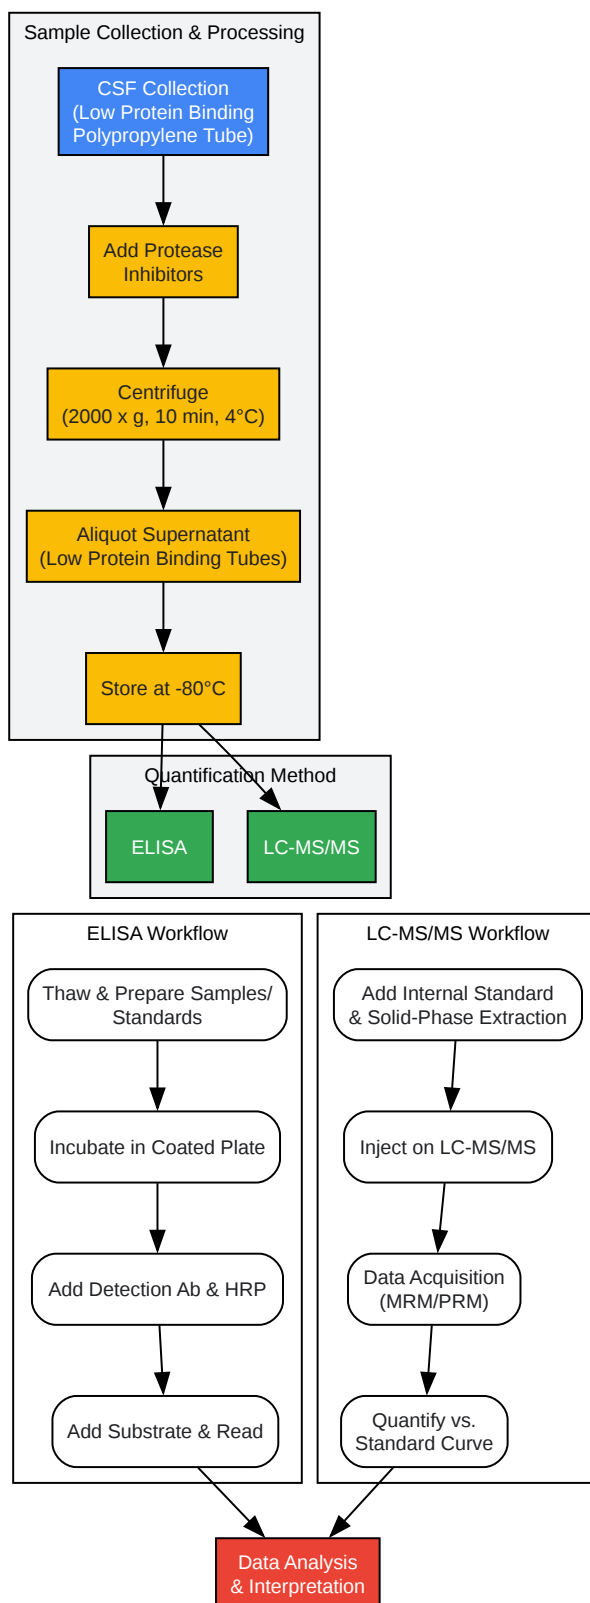 Sample Collection & Processing
CSF Collection
(Low Protein Binding
Polypropylene Tube)
Add Protease
Inhibitors
Centrifuge
(2000 x g, 10 min, 4°C)
Aliquot Supernatant
(Low Protein Binding Tubes)
Store at -80°C
Quantification Method
ELISA
LC-MS/MS
ELISA Workflow
Thaw & Prepare Samples/
Standards
Incubate in Coated Plate
Add Detection Ab & HRP
Add Substrate & Read
LC-MS/MS Workflow
Add Internal Standard
& Solid-Phase Extraction
Inject on LC-MS/MS
Data Acquisition
(MRM/PRM)
Quantify vs.
Standard Curve
Data Analysis
& Interpretation